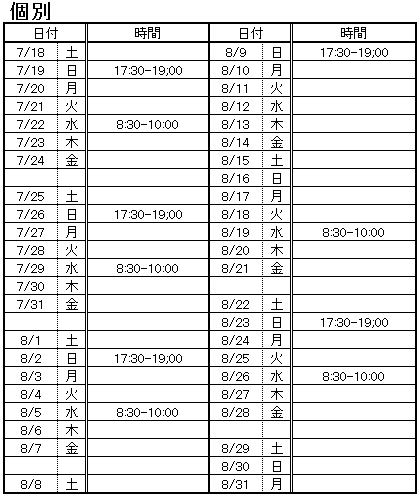 個別
日付 時間 日付 時間
7/18 土 8/9 日 17:30-19;00
7/19 日 17:30-19;00 8/10 月
7/20 月 8/11 火
7/21 火 8/12 水
7/22 水 8:30-10:00 8/13 木
7/23 木 8/14 金
7/24 金 8/15 土
8/16 日
7/25 土 8/17 月
7/26 日 17:30-19;00 8/18 火
7/27 月 8/19 水 8:30-10:00
7/28 火 8/20 木
7/29 水 8:30-10:00 8/21 金
7/30 木
7/31 金 8/22 土
8/23 日 17:30-19;00
8/1 土 8/24 月
8/2 日 17:30-19;00 8/25 火
8/3 月 8/26 水 8:30-10:00
8/4 火 8/27 木
8/5 水 8:30-10:00 8/28 金
8/6 木
8/7 金 8/29 土
8/30 日
8/8 土 8/31 月